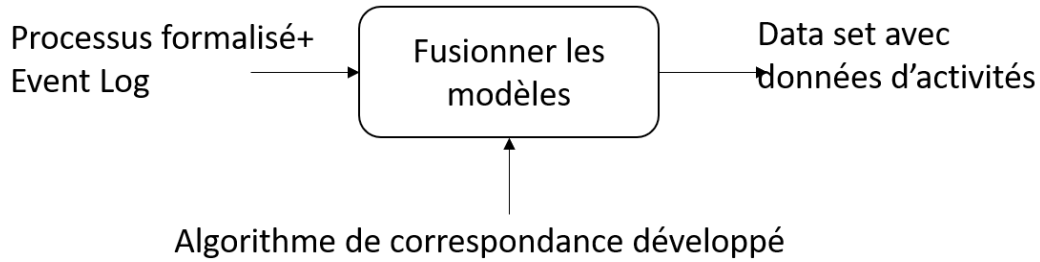 Processus formalisé+
Event Log
Fusionner les
modèles
Data set avec
données d'activités
Algorithme de correspondance développé